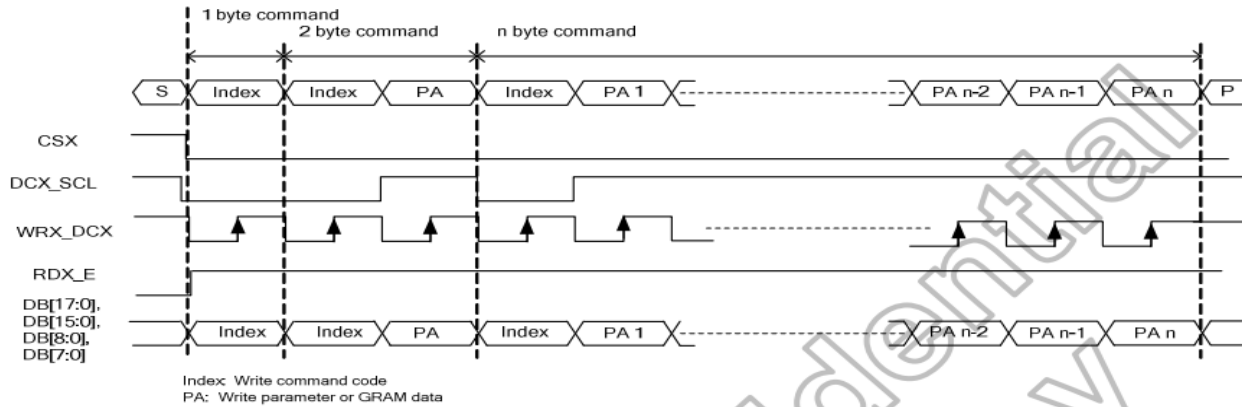 1 byte command
2 byte command n byte command
S Index Index PA Index PA 1 PA n-2 PA n-1 PA n P
CSX
DCX_SCL
WRX_DCX
RDX_E
DB[17:0],
DB[15:0],
DB[8:0],
DB[7:0]
Index Index PA Index PA 1 PA n-2 PA n-1 PA n
Index: Write command code
PA: Write parameter or GRAM data
dential